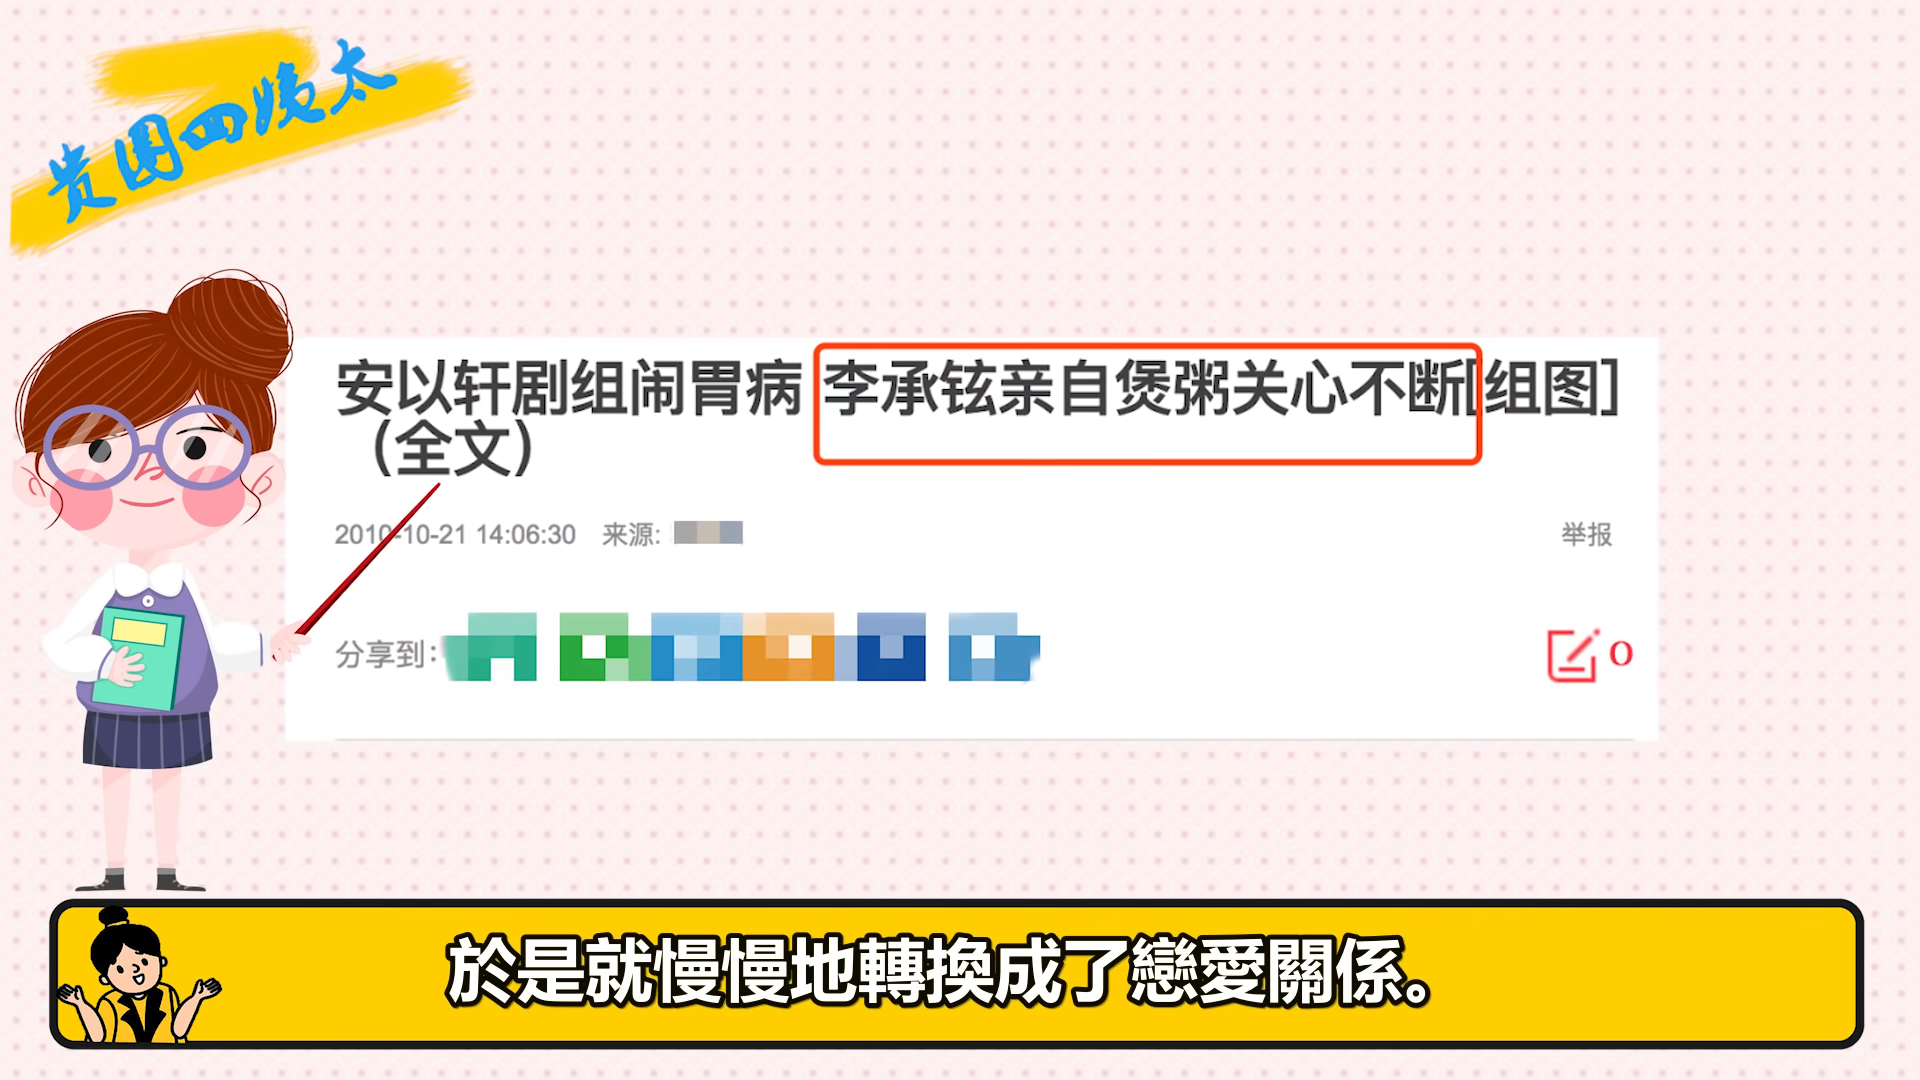 贵圈四姨太
安以轩剧组闹胃病 李承铉亲自煲粥关心不断[组图]
(全文)
2010-10-21 14:06:30 来源:
举报
分享到:
0
於是就慢慢地轉換成了戀愛關係。